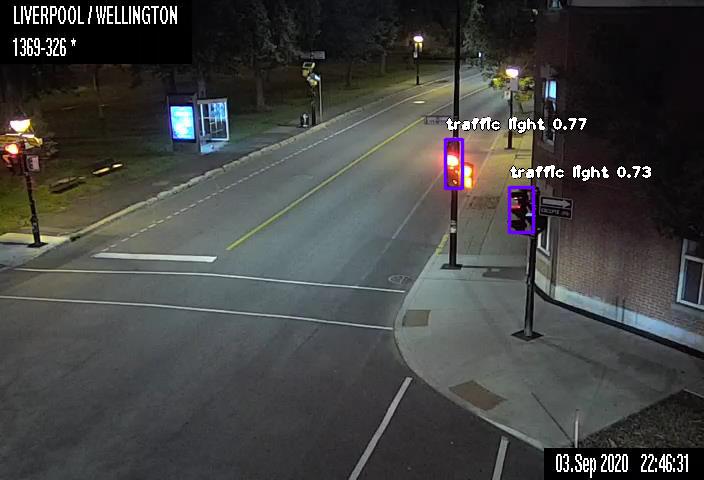 LIVERPOOL / WELLINGTON
1369-326 *
traffic light 0.77
traffic light 0.73
03.Sep 2020 22:46:31